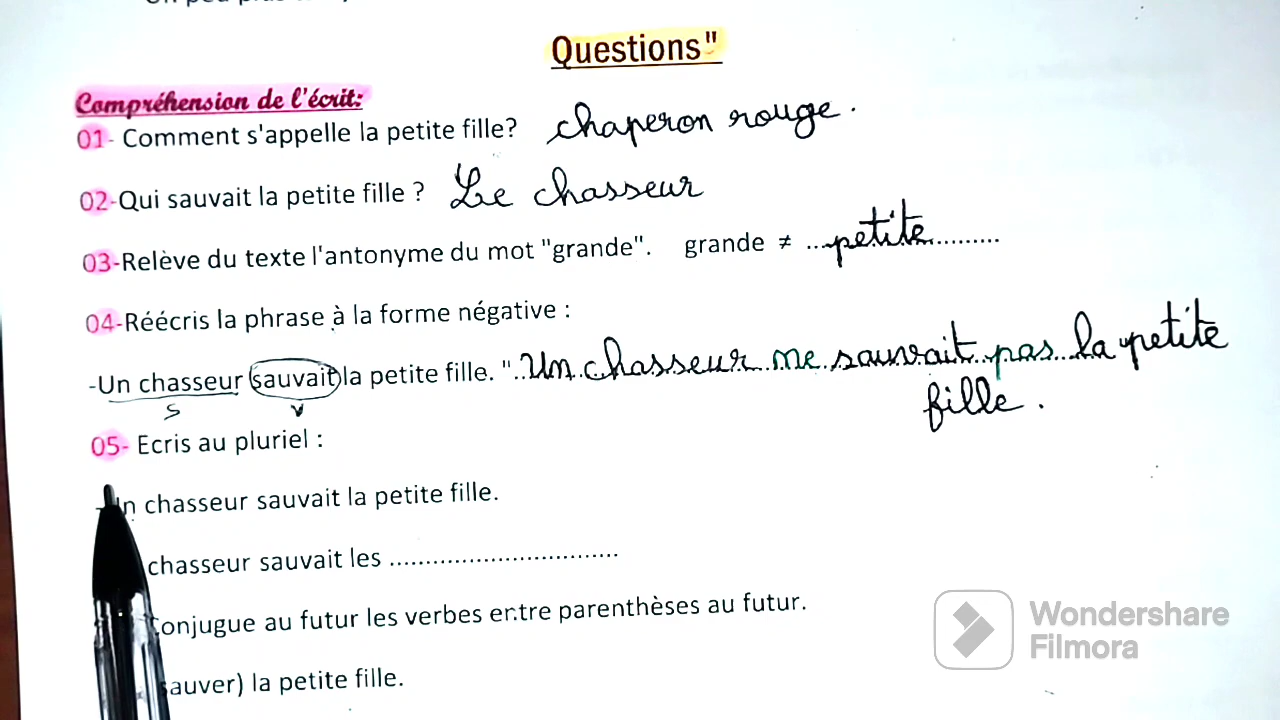 Questions"
Compréhension de l'écrit:
01- Comment s'appelle la petite fille? chaperon rouge.
02-Qui sauvait la petite fille ? Le chasseur
03-Relève du texte l'antonyme du mot "grande". grande ≠ ...petite...........
04-Réécris la phrase à la forme négative :
-Un chasseur sauvait la petite fille. "..Un chasseur ne sauvait pas la petite
fille.
S V
05- Ecris au pluriel :
-Un chasseur sauvait la petite fille.
chasseur sauvait les ................................
Conjugue au futur les verbes entre parenthèses au futur.
sauver) la petite fille.
Wondershare
Filmora